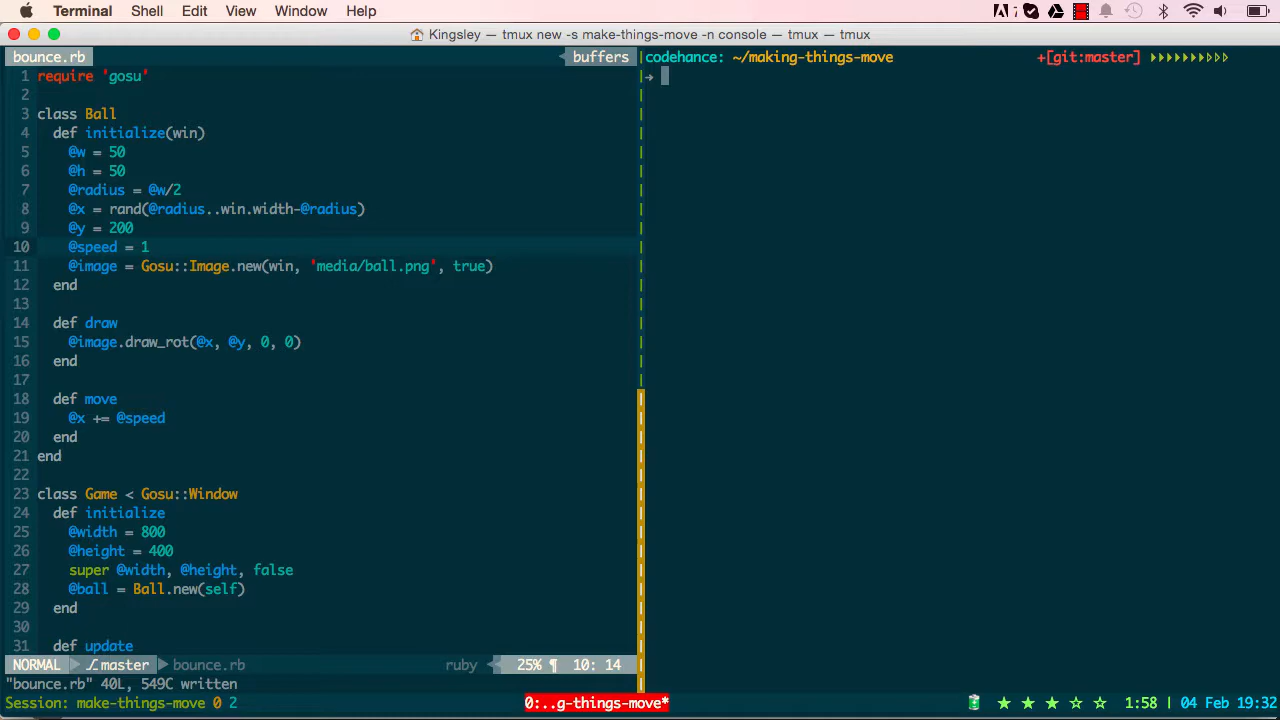 Terminal Shell Edit View Window Help 7
Kingsley — tmux new -s make-things-move -n console — tmux — tmux
bounce.rb buffers
1 require 'gosu'
2
3 class Ball
4 def initialize(win)
5 @w = 50
6 @h = 50
7 @radius = @w/2
8 @x = rand(@radius..win.width-@radius)
9 @y = 200
10 @speed = 1
11 @image = Gosu::Image.new(win, 'media/ball.png', true)
12 end
13
14 def draw
15 @image.draw_rot(@x, @y, 0, 0)
16 end
17
18 def move
19 @x += @speed
20 end
21 end
22
23 class Game < Gosu::Window
24 def initialize
25 @width = 800
26 @height = 400
27 super @width, @height, false
28 @ball = Ball.new(self)
29 end
30
31 def update
NORMAL master bounce.rb ruby 25% ¶ 10: 14
"bounce.rb" 40L, 549C written
codehance: ~/making-things-move +[git:master]
→
Session: make-things-move 0 2 0:..g-things-move* ★ ★ ★ ☆ ☆ 1:58 04 Feb 19:32